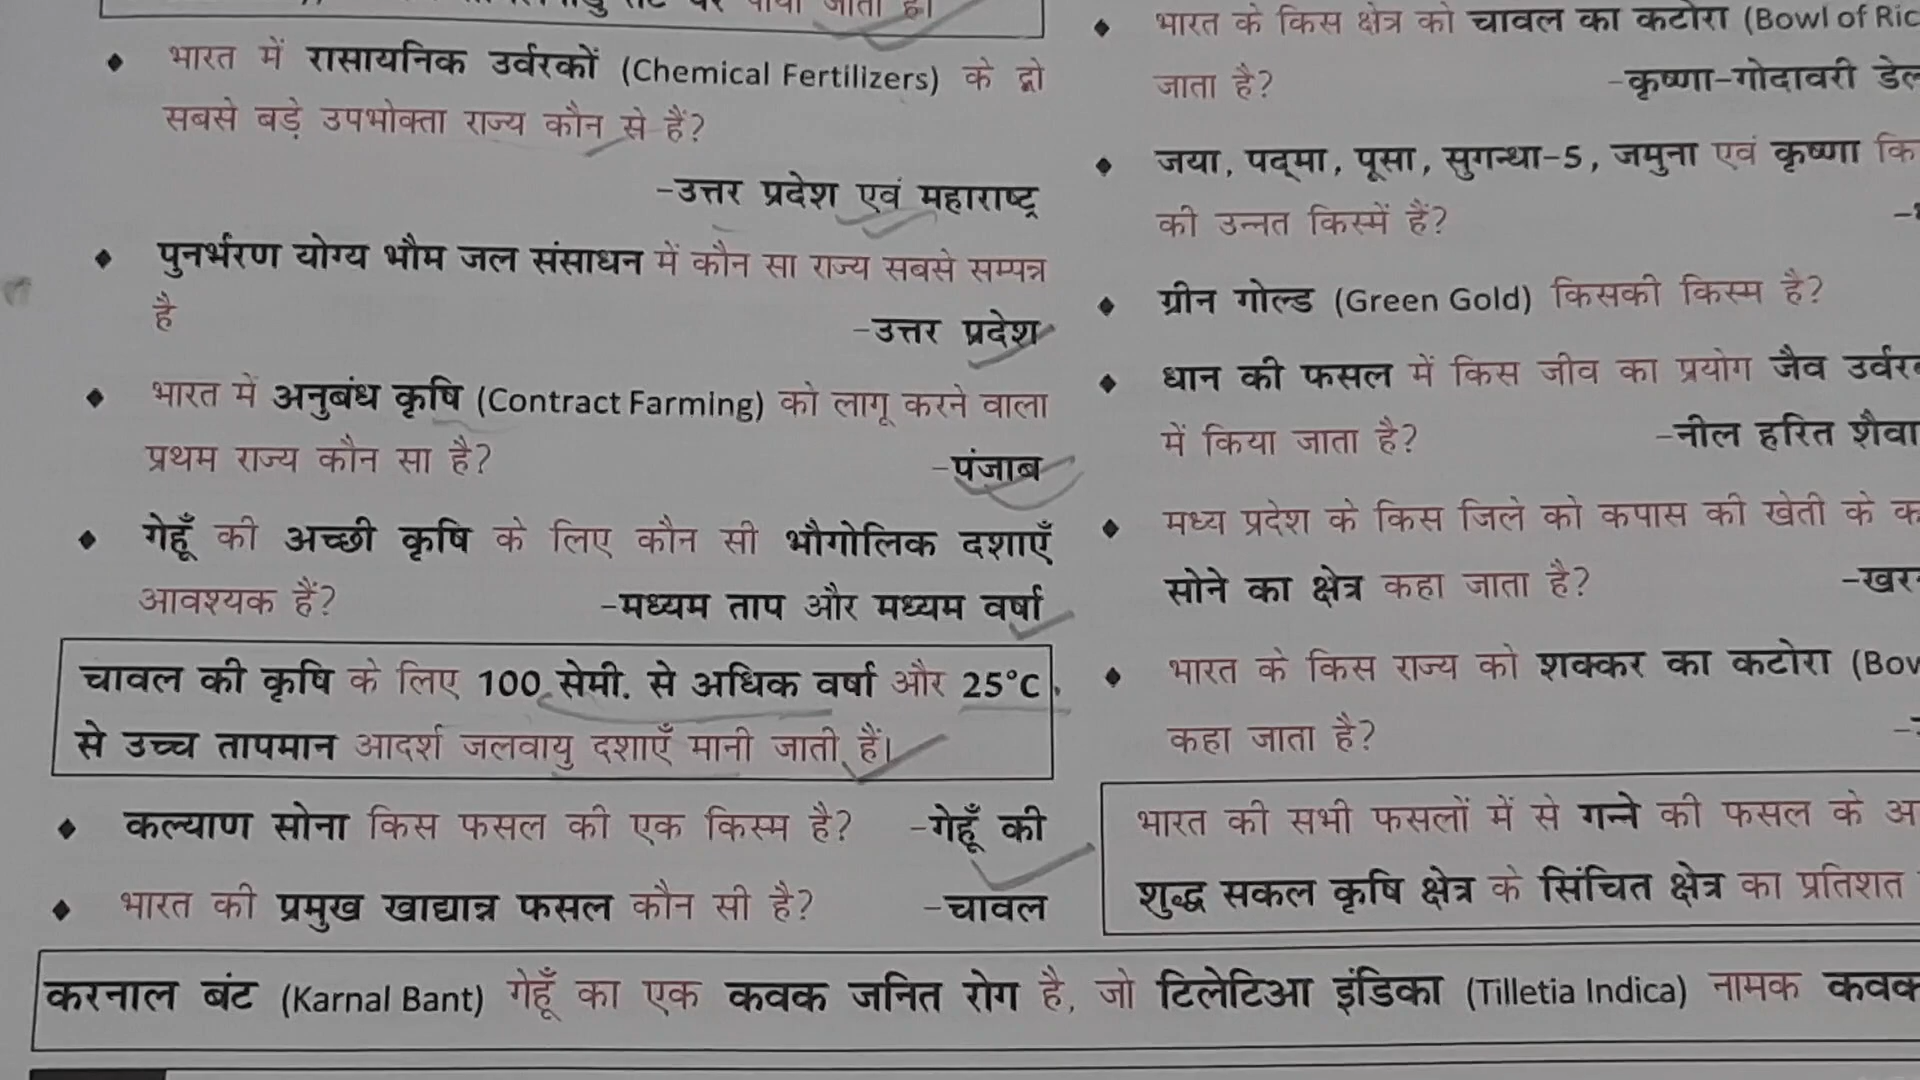 पाया जाता है।
भारत में रासायनिक उर्वरकों (Chemical Fertilizers) के दो
सबसे बड़े उपभोक्ता राज्य कौन से हैं?
-उत्तर प्रदेश एवं महाराष्ट्र
पुनर्भरण योग्य भौम जल संसाधन में कौन सा राज्य सबसे सम्पन्न
है
-उत्तर प्रदेश
भारत में अनुबंध कृषि (Contract Farming) को लागू करने वाला
प्रथम राज्य कौन सा है? -पंजाब
गेहूँ की अच्छी कृषि के लिए कौन सी भौगोलिक दशाएँ
आवश्यक हैं? -मध्यम ताप और मध्यम वर्षा
चावल की कृषि के लिए 100 सेमी. से अधिक वर्षा और 25°C
से उच्च तापमान आदर्श जलवायु दशाएँ मानी जाती हैं।
कल्याण सोना किस फसल की एक किस्म है? -गेहूँ की
भारत की प्रमुख खाद्यान्न फसल कौन सी है? -चावल
भारत के किस क्षेत्र को चावल का कटोरा (Bowl of Ric
जाता है? -कृष्णा-गोदावरी डेल
जया, पद्मा, पूसा, सुगन्धा-5, जमुना एवं कृष्णा कि
की उन्नत किस्में हैं?
ग्रीन गोल्ड (Green Gold) किसकी किस्म है?
धान की फसल में किस जीव का प्रयोग जैव उर्वर
में किया जाता है? -नील हरित शैवा
मध्य प्रदेश के किस जिले को कपास की खेती के क
सोने का क्षेत्र कहा जाता है? -खर
भारत के किस राज्य को शक्कर का कटोरा (Bow
कहा जाता है?
भारत की सभी फसलों में से गन्ने की फसल के अ
शुद्ध सकल कृषि क्षेत्र के सिंचित क्षेत्र का प्रतिशत
करनाल बंट (Karnal Bant) गेहूँ का एक कवक जनित रोग है, जो टिलेटिआ इंडिका (Tilletia Indica) नामक कवक